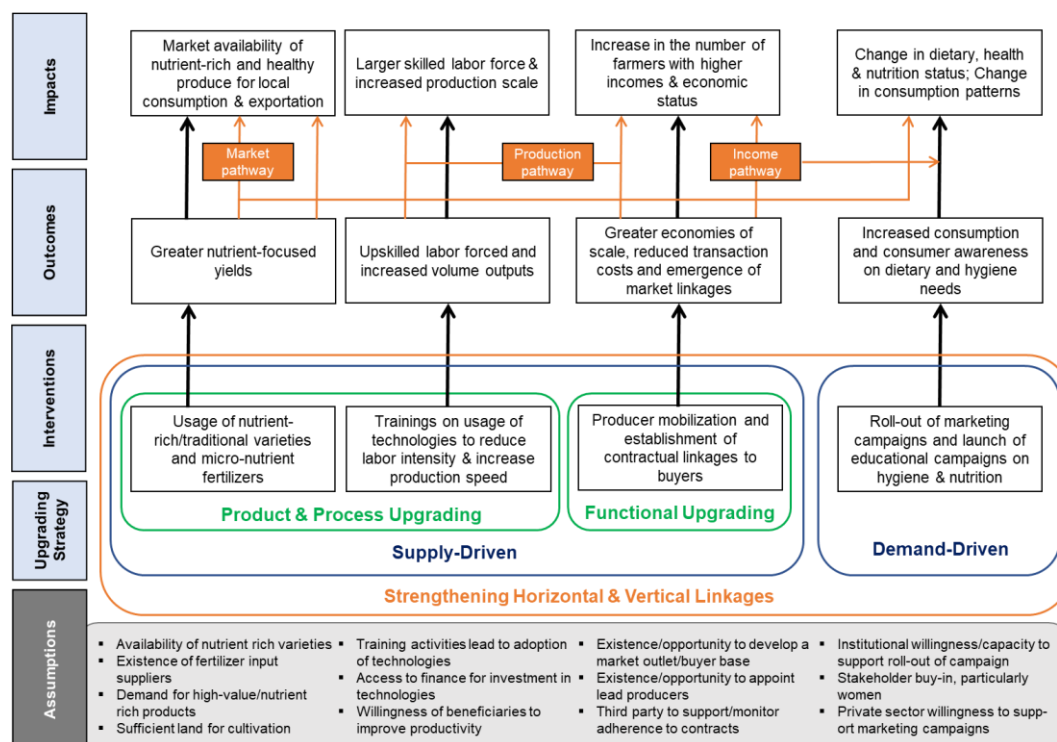 Impacts
Market availability of
nutrient-rich and healthy
produce for local
consumption & exportation
Larger skilled labor force &
increased production scale
Increase in the number of
farmers with higher
incomes & economic
status
Change in dietary, health
& nutrition status; Change
in consumption patterns
Market
pathway
Production
pathway
Income
pathway
Outcomes
Greater nutrient-focused
yields
Upskilled labor forced and
increased volume outputs
Greater economies of
scale, reduced transaction
costs and emergence of
market linkages
Increased consumption
and consumer awareness
on dietary and hygiene
needs
Interventions
Usage of nutrient-
rich/traditional varieties
and micro-nutrient
fertilizers
Trainings on usage of
technologies to reduce
labor intensity & increase
production speed
Producer mobilization and
establishment of
contractual linkages to
buyers
Roll-out of marketing
campaigns and launch of
educational campaigns on
hygiene & nutrition
Upgrading
Strategy
Product & Process Upgrading
Functional Upgrading
Supply-Driven
Demand-Driven
Strengthening Horizontal & Vertical Linkages
Assumptions
▪ Availability of nutrient rich varieties
▪ Existence of fertilizer input
suppliers
▪ Demand for high-value/nutrient
rich products
▪ Sufficient land for cultivation
▪ Training activities lead to adoption
of technologies
▪ Access to finance for investment in
technologies
▪ Willingness of beneficiaries to
improve productivity
▪ Existence/opportunity to develop a
market outlet/buyer base
▪ Existence/opportunity to appoint
lead producers
▪ Third party to support/monitor
adherence to contracts
▪ Institutional willingness/capacity to
support roll-out of campaign
▪ Stakeholder buy-in, particularly
women
▪ Private sector willingness to supp-
ort marketing campaigns